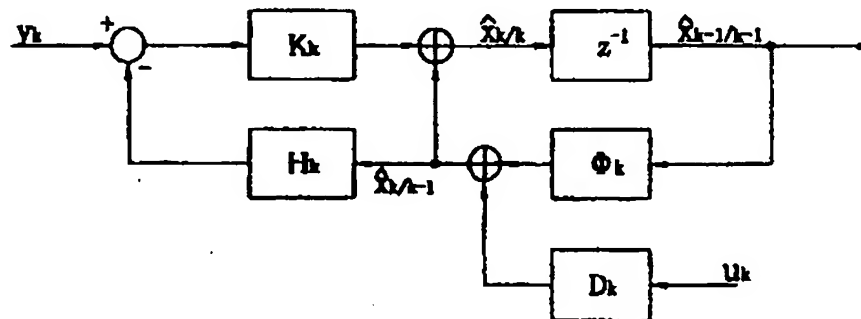 yk + - Kk x̂k/k z⁻¹ x̂k-1/k-1
Hk x̂k/k-1 Φk
Dk uk